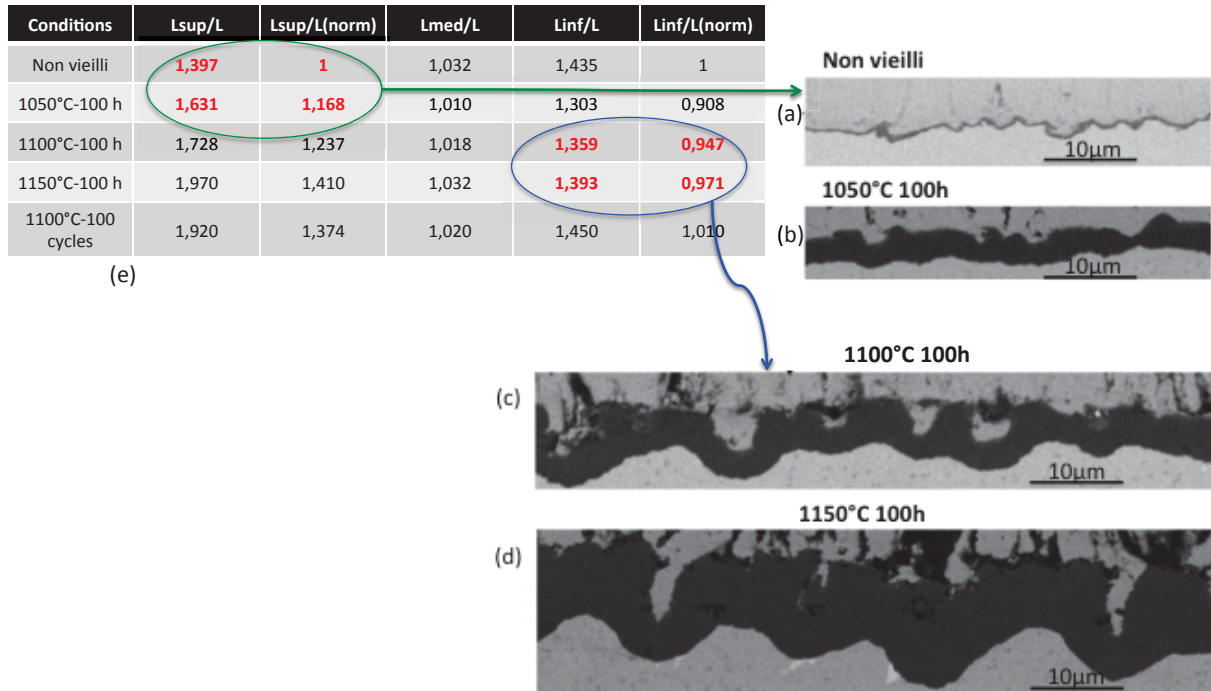 Conditions Lsup/L Lsup/L(norm) Lmed/L Linf/L Linf/L(norm)
Non vieilli 1,397 1 1,032 1,435 1
1050°C-100 h 1,631 1,168 1,010 1,303 0,908
1100°C-100 h 1,728 1,237 1,018 1,359 0,947
1150°C-100 h 1,970 1,410 1,032 1,393 0,971
1100°C-100
cycles 1,920 1,374 1,020 1,450 1,010
(e)
Non vieilli
(a)
10µm
1050°C 100h
(b)
10µm
1100°C 100h
(c)
10µm
1150°C 100h
(d)
10µm